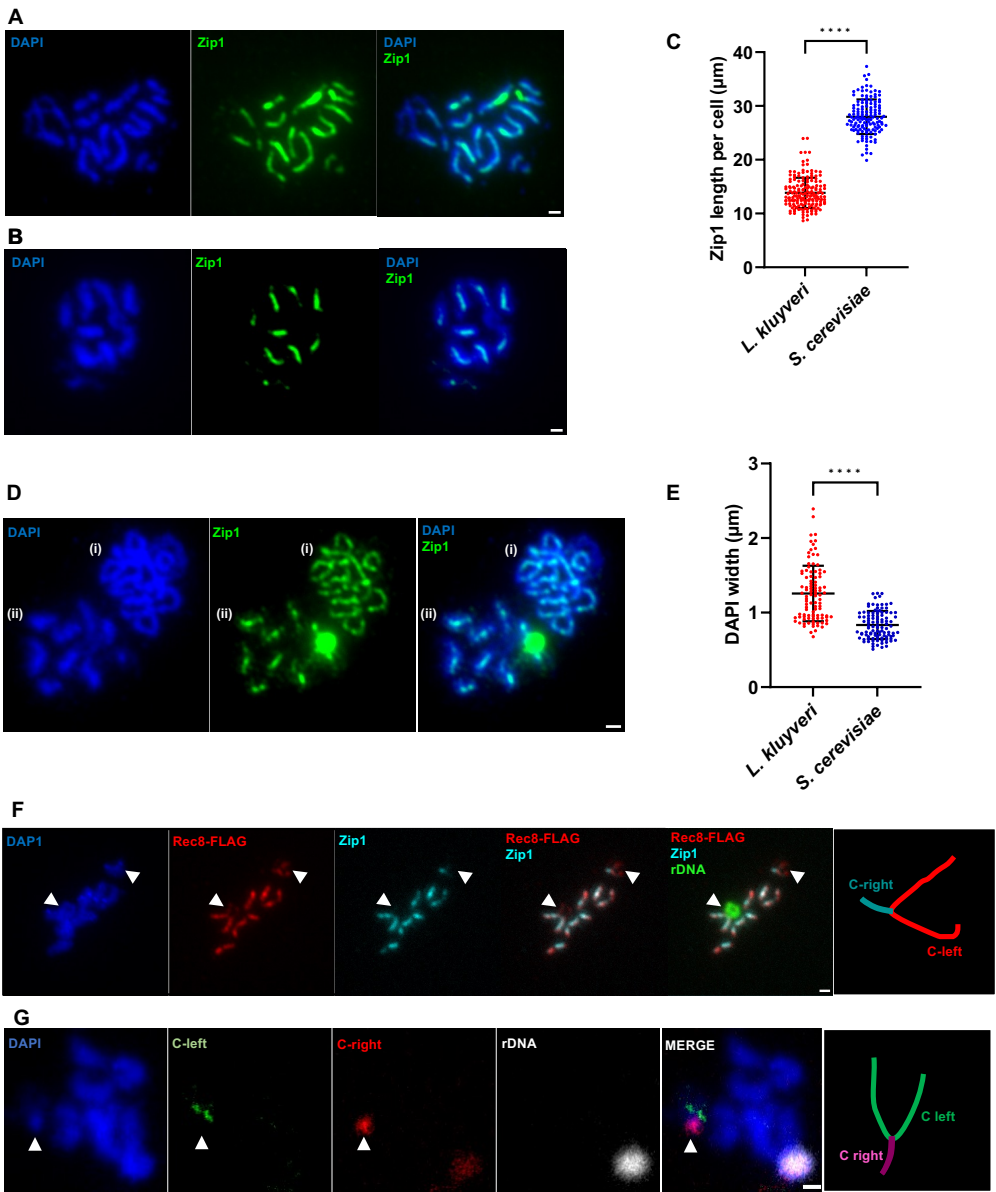 A
DAPI
Zip1
DAPI
Zip1
B
DAPI
Zip1
DAPI
Zip1
C
****
Zip1 length per cell (μm)
40
30
20
10
0
L. kluyveri
S. cerevisiae
D
DAPI
(i)
(ii)
Zip1
(i)
(ii)
DAPI
Zip1
(i)
(ii)
E
****
DAPI width (μm)
3
2
1
0
L. kluyveri
S. cerevisiae
F
DAP1
Rec8-FLAG
Zip1
Rec8-FLAG
Zip1
Rec8-FLAG
Zip1
rDNA
C-right
C-left
G
DAPI
C-left
C-right
rDNA
MERGE
C left
C right